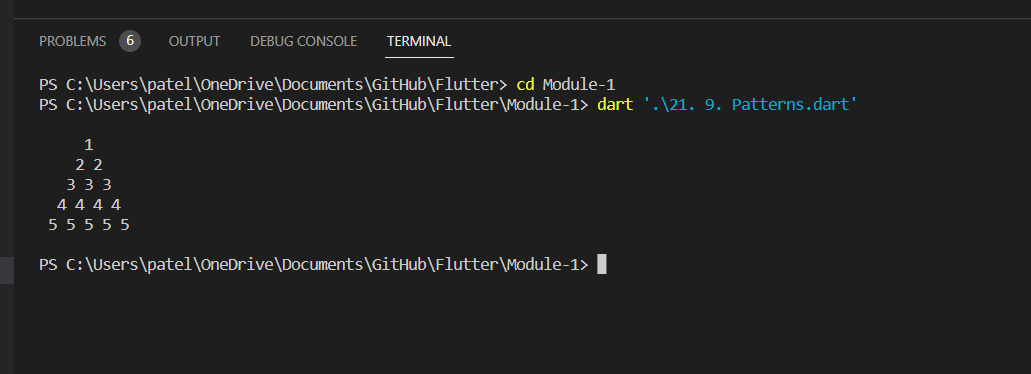 PROBLEMS 6 OUTPUT DEBUG CONSOLE TERMINAL
PS C:\Users\patel\OneDrive\Documents\GitHub\Flutter> cd Module-1
PS C:\Users\patel\OneDrive\Documents\GitHub\Flutter\Module-1> dart '.\21. 9. Patterns.dart'
1
2 2
3 3 3
4 4 4 4
5 5 5 5 5
PS C:\Users\patel\OneDrive\Documents\GitHub\Flutter\Module-1>